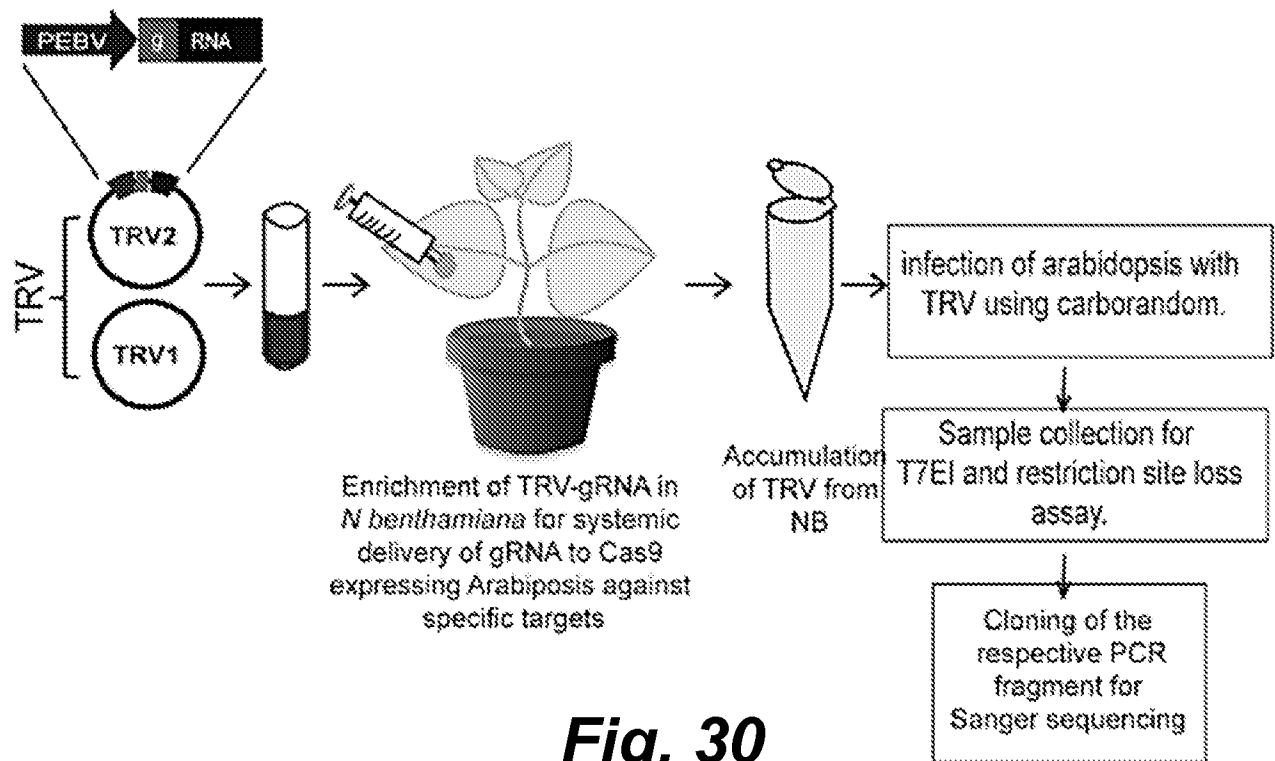 PEBV
g
RNA
TRV
TRV2
TRV1
Enrichment of TRV-gRNA in
N benthamiana for systemic
delivery of gRNA to Cas9
expressing Arabiposis against
specific targets
Accumulation
of TRV from
NB
infection of arabidopsis with
TRV using carborandom.
Sample collection for
T7EI and restriction site loss
assay.
Cloning of the
respective PCR
fragment for
Sanger sequencing
Fig. 30